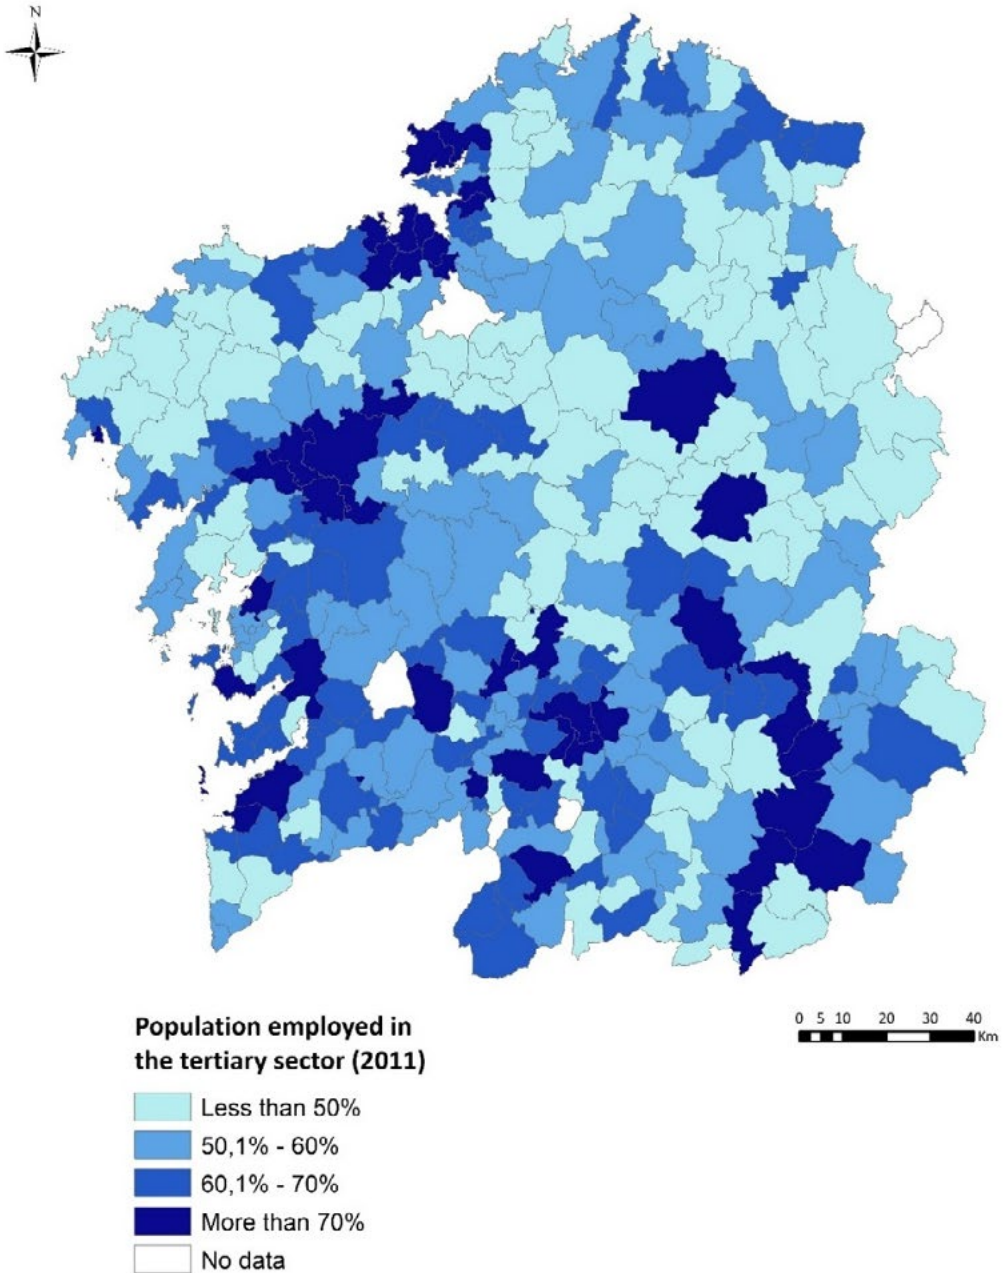 N
Population employed in
the tertiary sector (2011)
Less than 50%
50,1% - 60%
60,1% - 70%
More than 70%
No data
0 5 10 20 30 40
Km